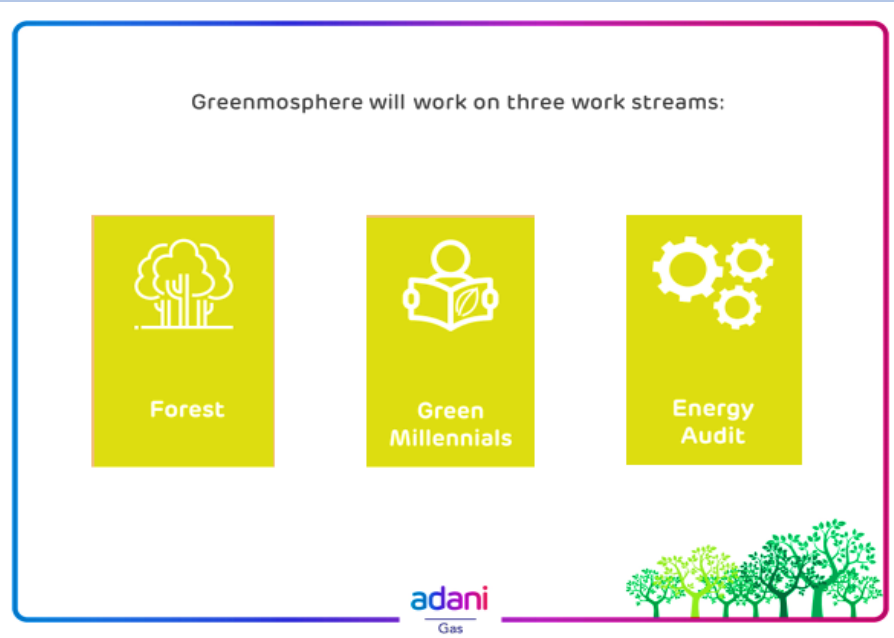 Greenmosphere will work on three work streams:
Forest
Green
Millennials
Energy
Audit
adani
Gas